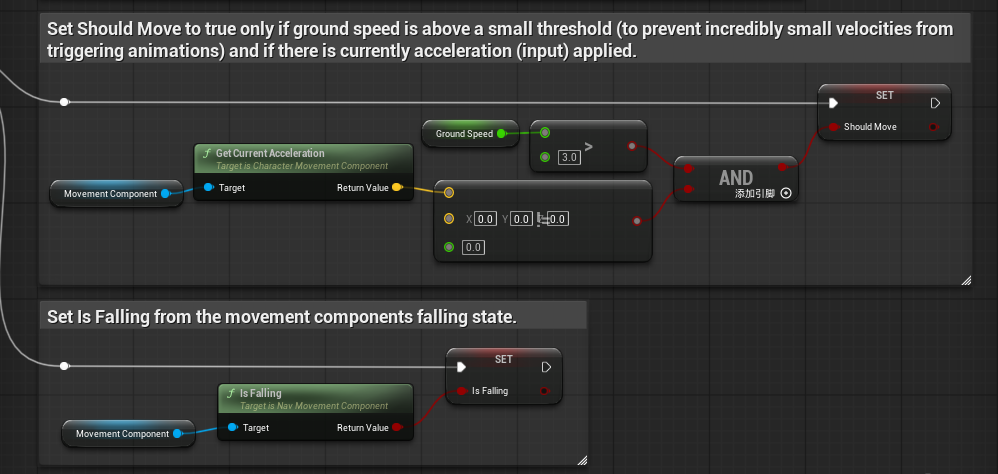 Set Should Move to true only if ground speed is above a small threshold (to prevent incredibly small velocities from
triggering animations) and if there is currently acceleration (input) applied.
SET
Should Move
Ground Speed
>
3.0
f Get Current Acceleration
Target is Character Movement Component
Target
Return Value
Movement Component
AND
添加引脚
X 0.0 Y 0.0 != 0.0
0.0
Set Is Falling from the movement components falling state.
SET
Is Falling
f Is Falling
Target is Nav Movement Component
Target
Return Value
Movement Component